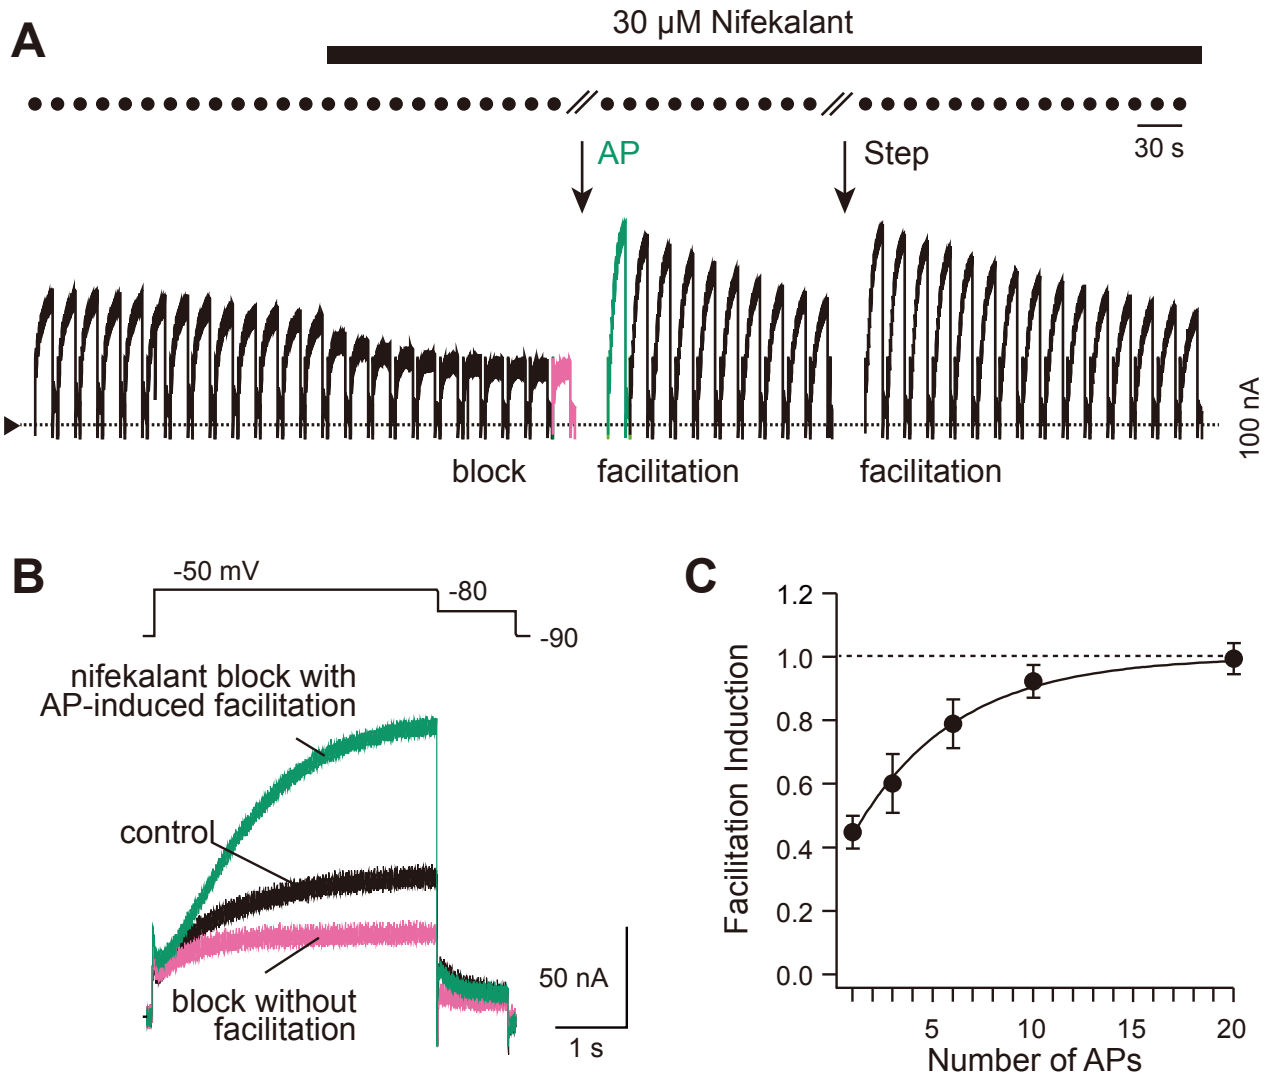 A
30 µM Nifekalant
30 s
AP
Step
100 nA
block
facilitation
facilitation
B
-50 mV
-80
-90
nifekalant block with
AP-induced facilitation
control
block without
facilitation
50 nA
1 s
C
Facilitation Induction
1.2
1.0
0.8
0.6
0.4
0.2
0.0
5
10
15
20
Number of APs